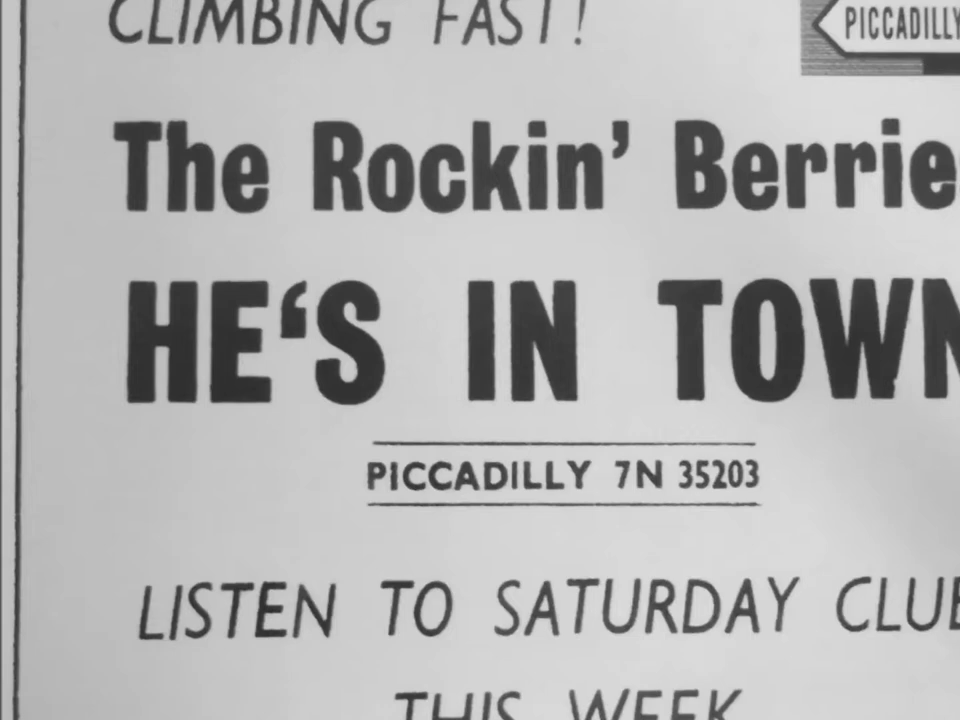 CLIMBING FAST!
PICCADILLY
The Rockin' Berrie
HE'S IN TOWN
PICCADILLY 7N 35203
LISTEN TO SATURDAY CLUB
THIS WEEK